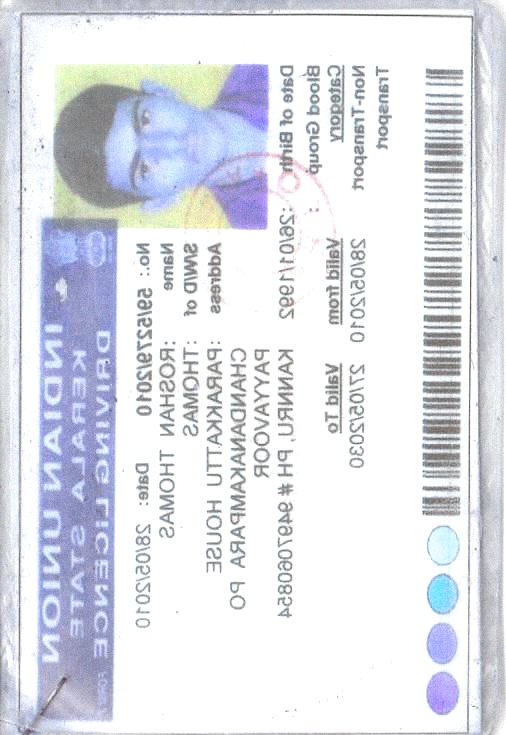 INDIAN UNION
KERALA STATE
DRIVING LICENCE
No.: 59/5279/2010 Date: 28/05/2010
Name :ROSHAN THOMAS
S/W/D of :THOMAS
Address :PARAKKATTU HOUSE
CHANDANAKAMPARA PO
PAYYAVOOR
KANNRU, PH # 9497060854
Date of Birth :26/01/1992
Blood Group :
Category Valid from Valid To
Non-Transport 28/05/2010 27/05/2030
Transport